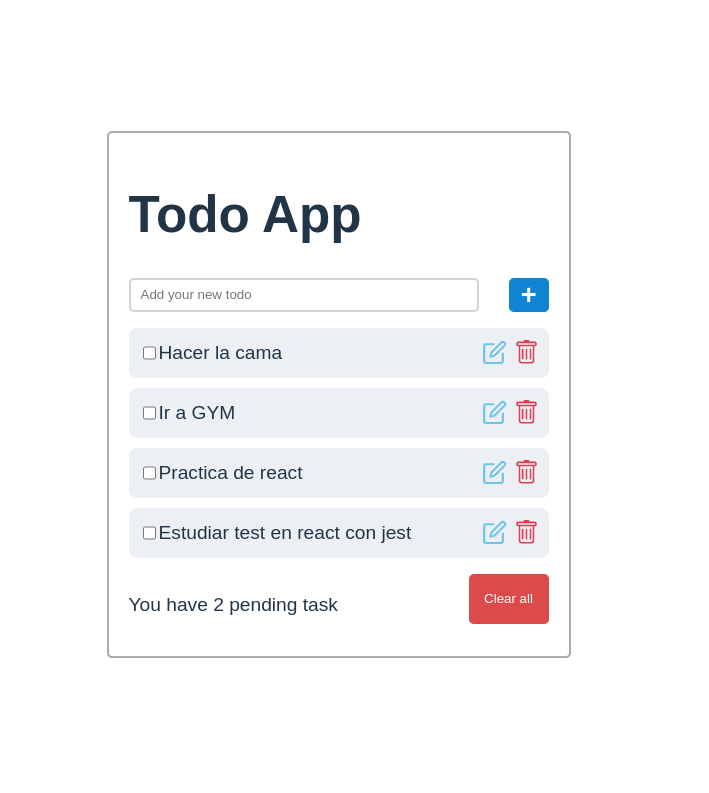 Todo App
Add your new todo
+
Hacer la cama
Ir a GYM
Practica de react
Estudiar test en react con jest
You have 2 pending task
Clear all